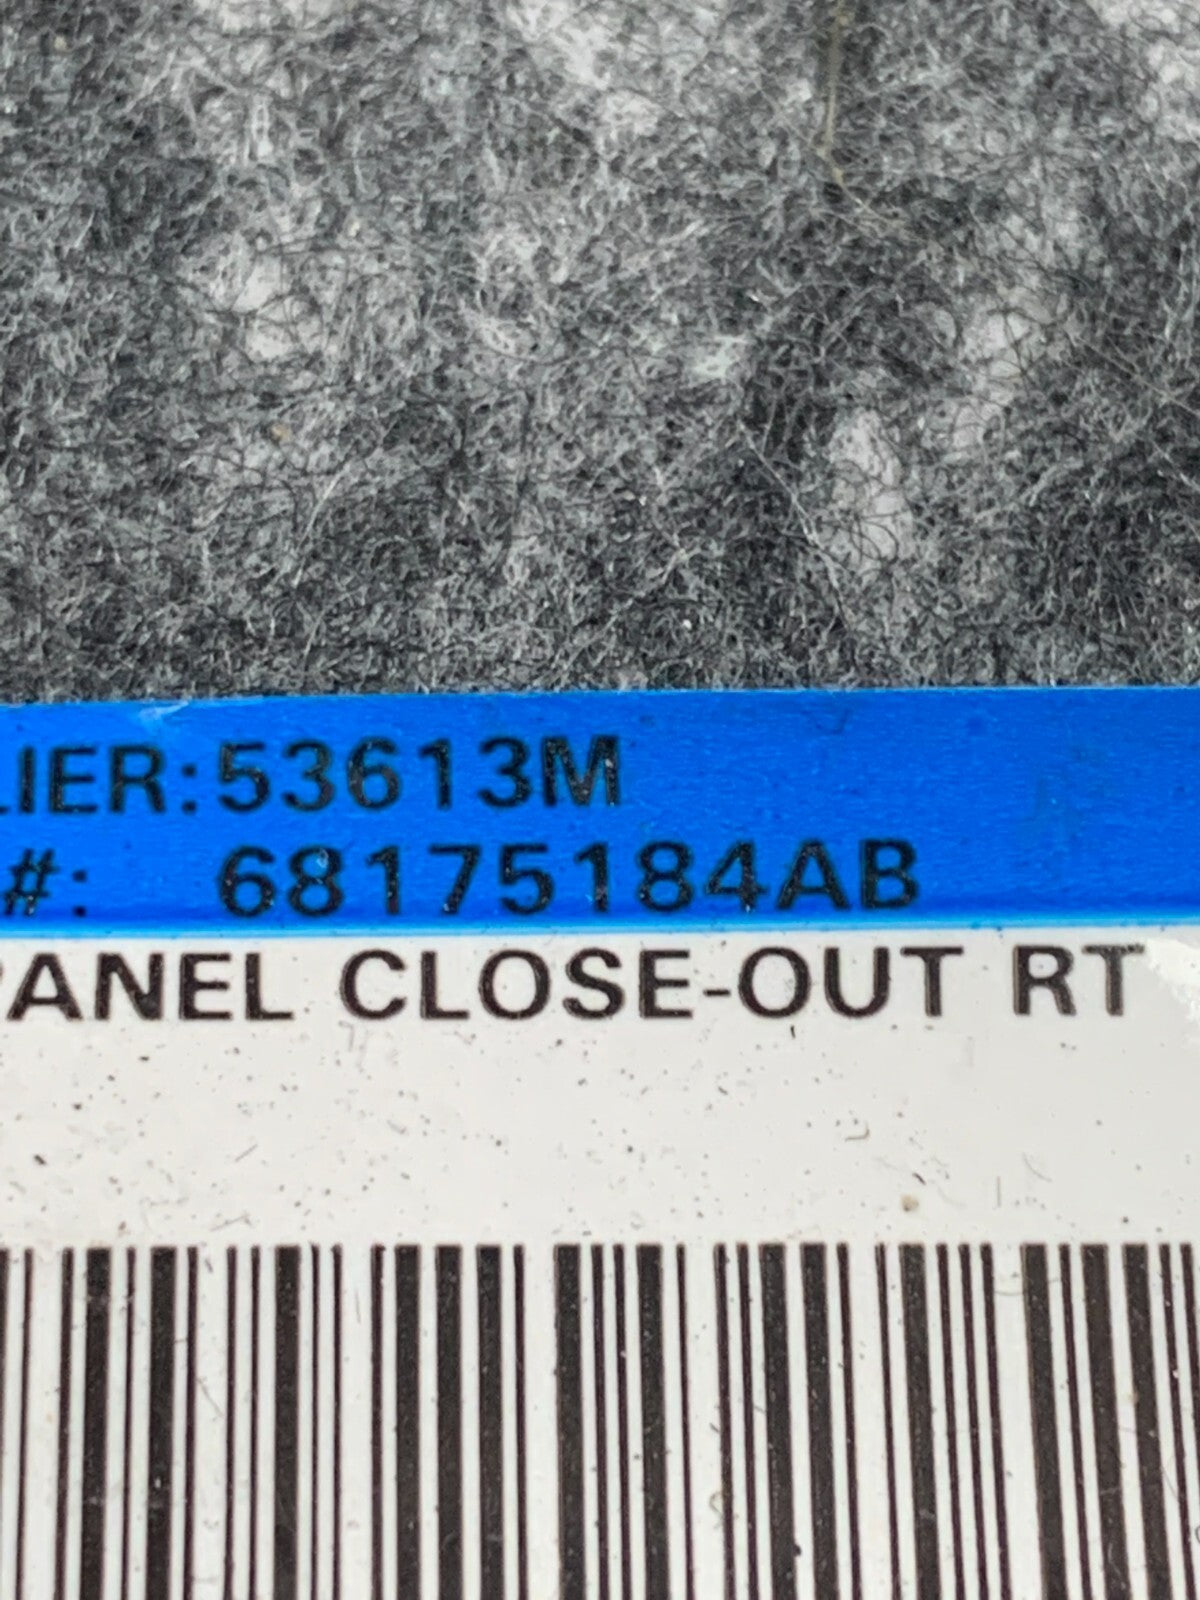 LIER:53613M
#: 68175184AB
PANEL CLOSE-OUT RT